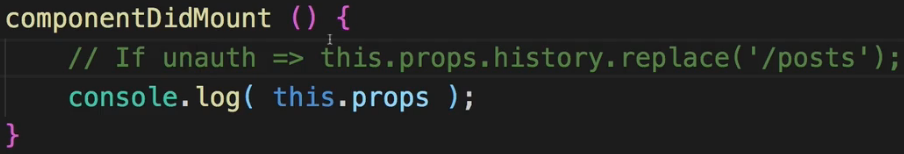 componentDidMount () {
    // If unauth => this.props.history.replace('/posts');
    console.log( this.props );
}